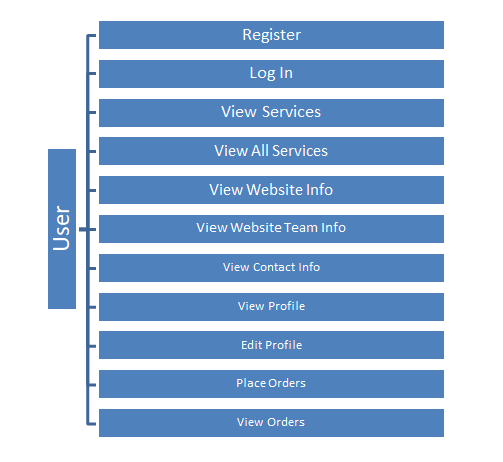 User
Register
Log In
View Services
View All Services
View Website Info
View Website Team Info
View Contact Info
View Profile
Edit Profile
Place Orders
View Orders